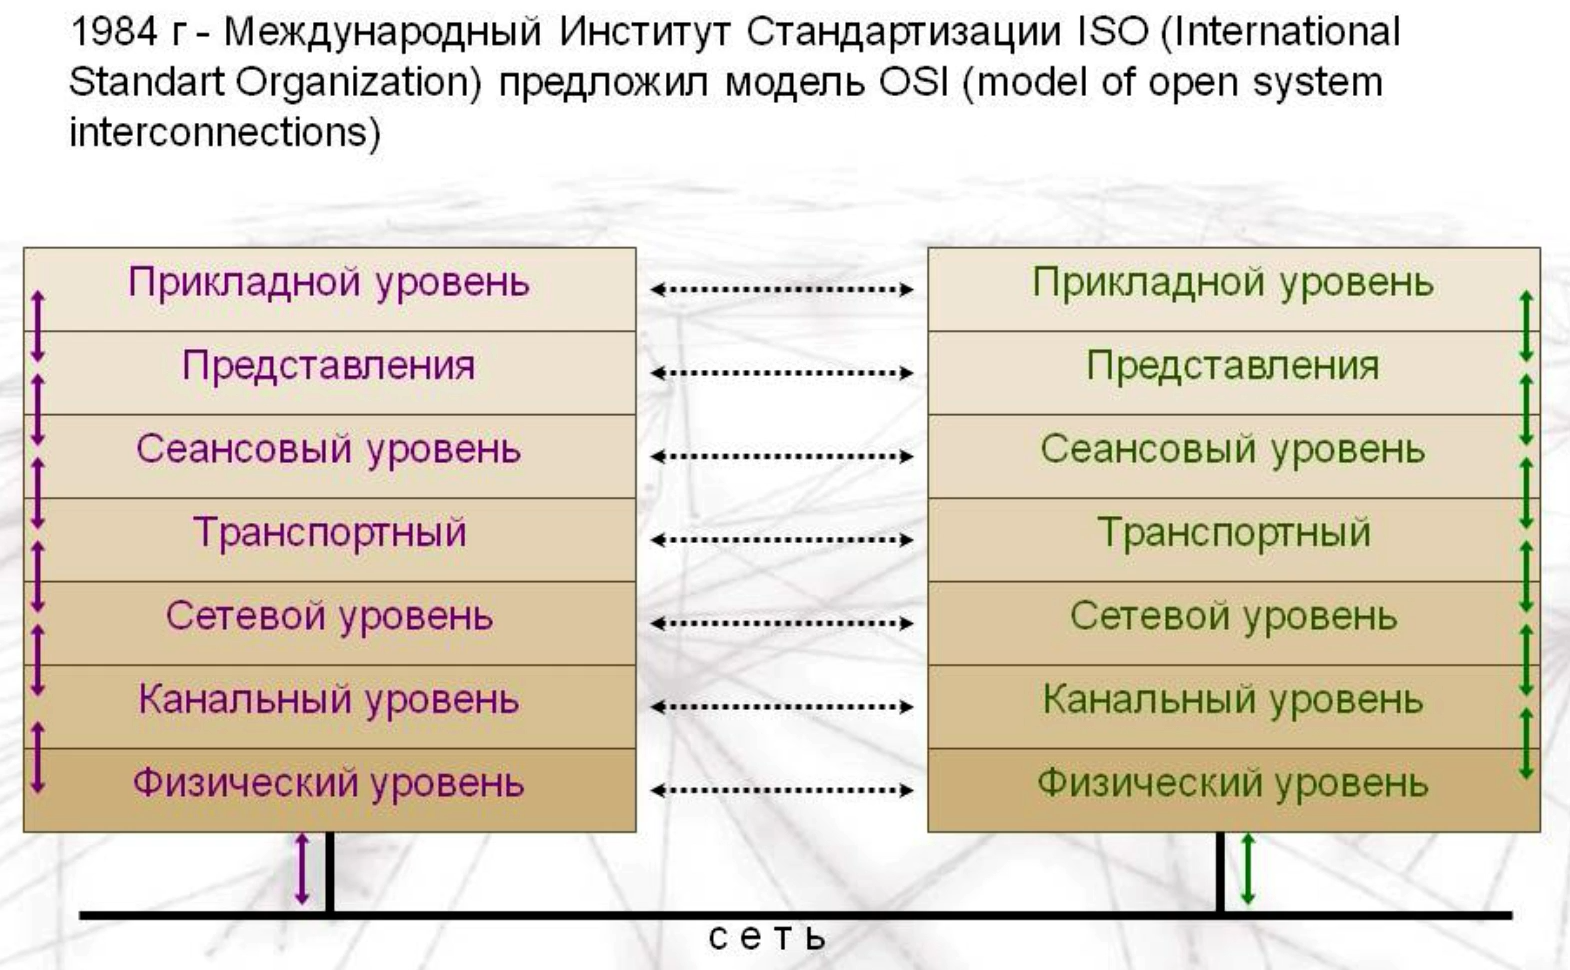 1984 г - Международный Институт Стандартизации ISO (International
Standart Organization) предложил модель OSI (model of open system
interconnections)
Прикладной уровень
Прикладной уровень
Представления
Представления
Сеансовый уровень
Сеансовый уровень
Транспортный
Транспортный
Сетевой уровень
Сетевой уровень
Канальный уровень
Канальный уровень
Физический уровень
Физический уровень
сеть